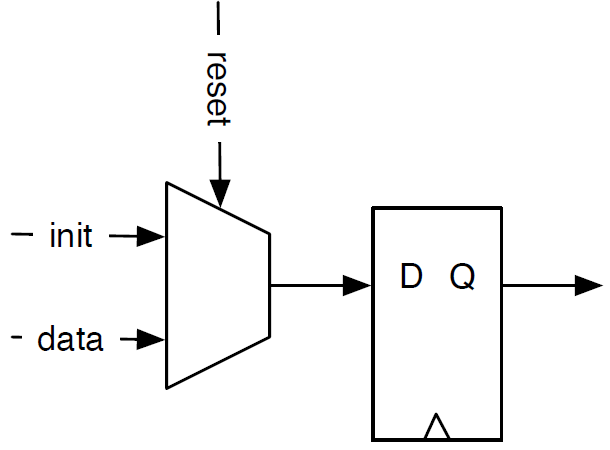 reset
init
data
D Q